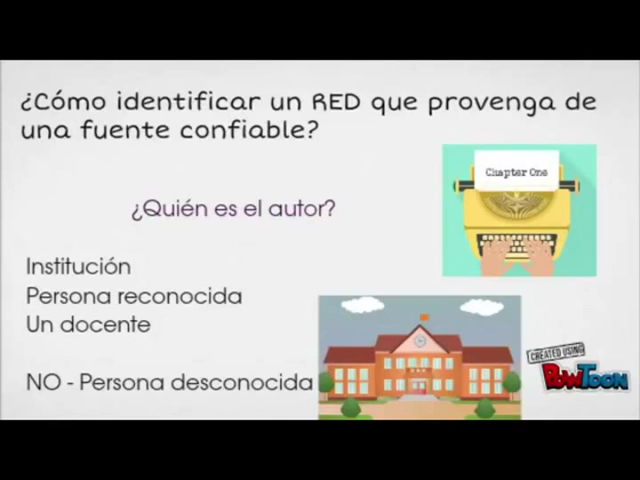 ¿Cómo identificar un RED que provenga de
una fuente confiable?
Chapter One
¿Quién es el autor?
Institución
Persona reconocida
Un docente
NO - Persona desconocida
CREATED USING
POWTOON